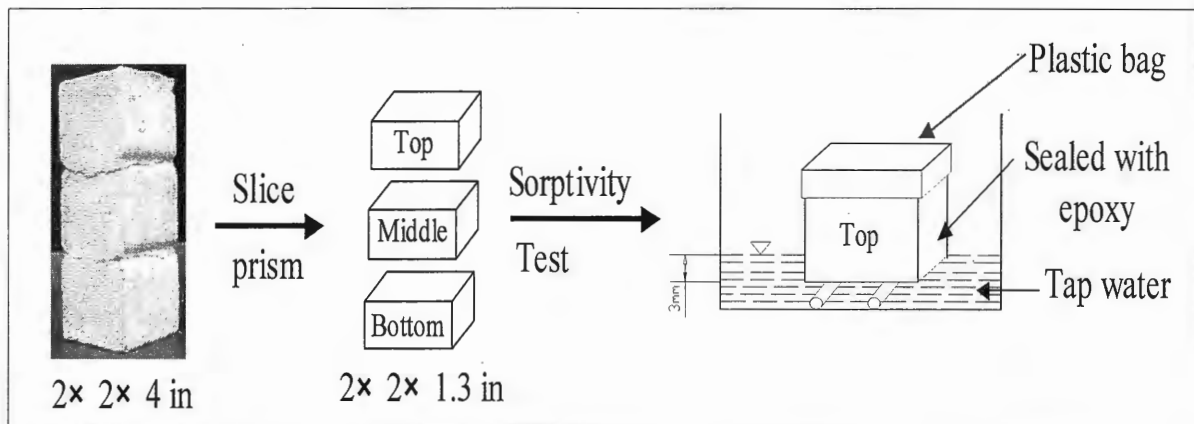 2× 2× 4 in
Slice
prism
Top
Middle
Bottom
2× 2× 1.3 in
Sorptivity
Test
3mm
Top
Plastic bag
Sealed with
epoxy
Tap water